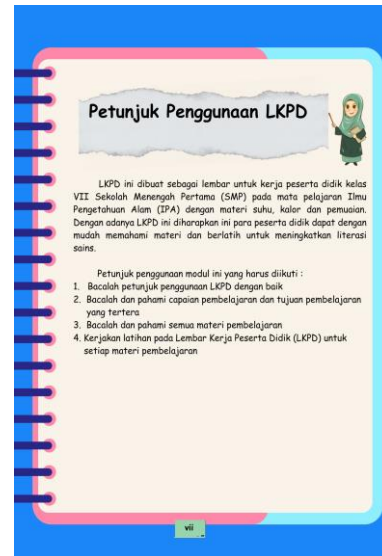 Petunjuk Penggunaan LKPD
LKPD ini dibuat sebagai lembar untuk kerja peserta didik kelas
VII Sekolah Menengah Pertama (SMP) pada mata pelajaran Ilmu
Pengetahuan Alam (IPA) dengan materi suhu, kalor dan pemuaian.
Dengan adanya LKPD ini diharapkan ini para peserta didik dapat dengan
mudah memahami materi dan berlatih untuk meningkatkan literasi
sains.
Petunjuk penggunaan modul ini yang harus diikuti :
1. Bacalah petunjuk penggunaan LKPD dengan baik
2. Bacalah dan pahami capaian pembelajaran dan tujuan pembelajaran
yang tertera
3. Bacalah dan pahami semua materi pembelajaran
4. Kerjakan latihan pada Lembar Kerja Peserta Didik (LKPD) untuk
setiap materi pembelajaran
vii